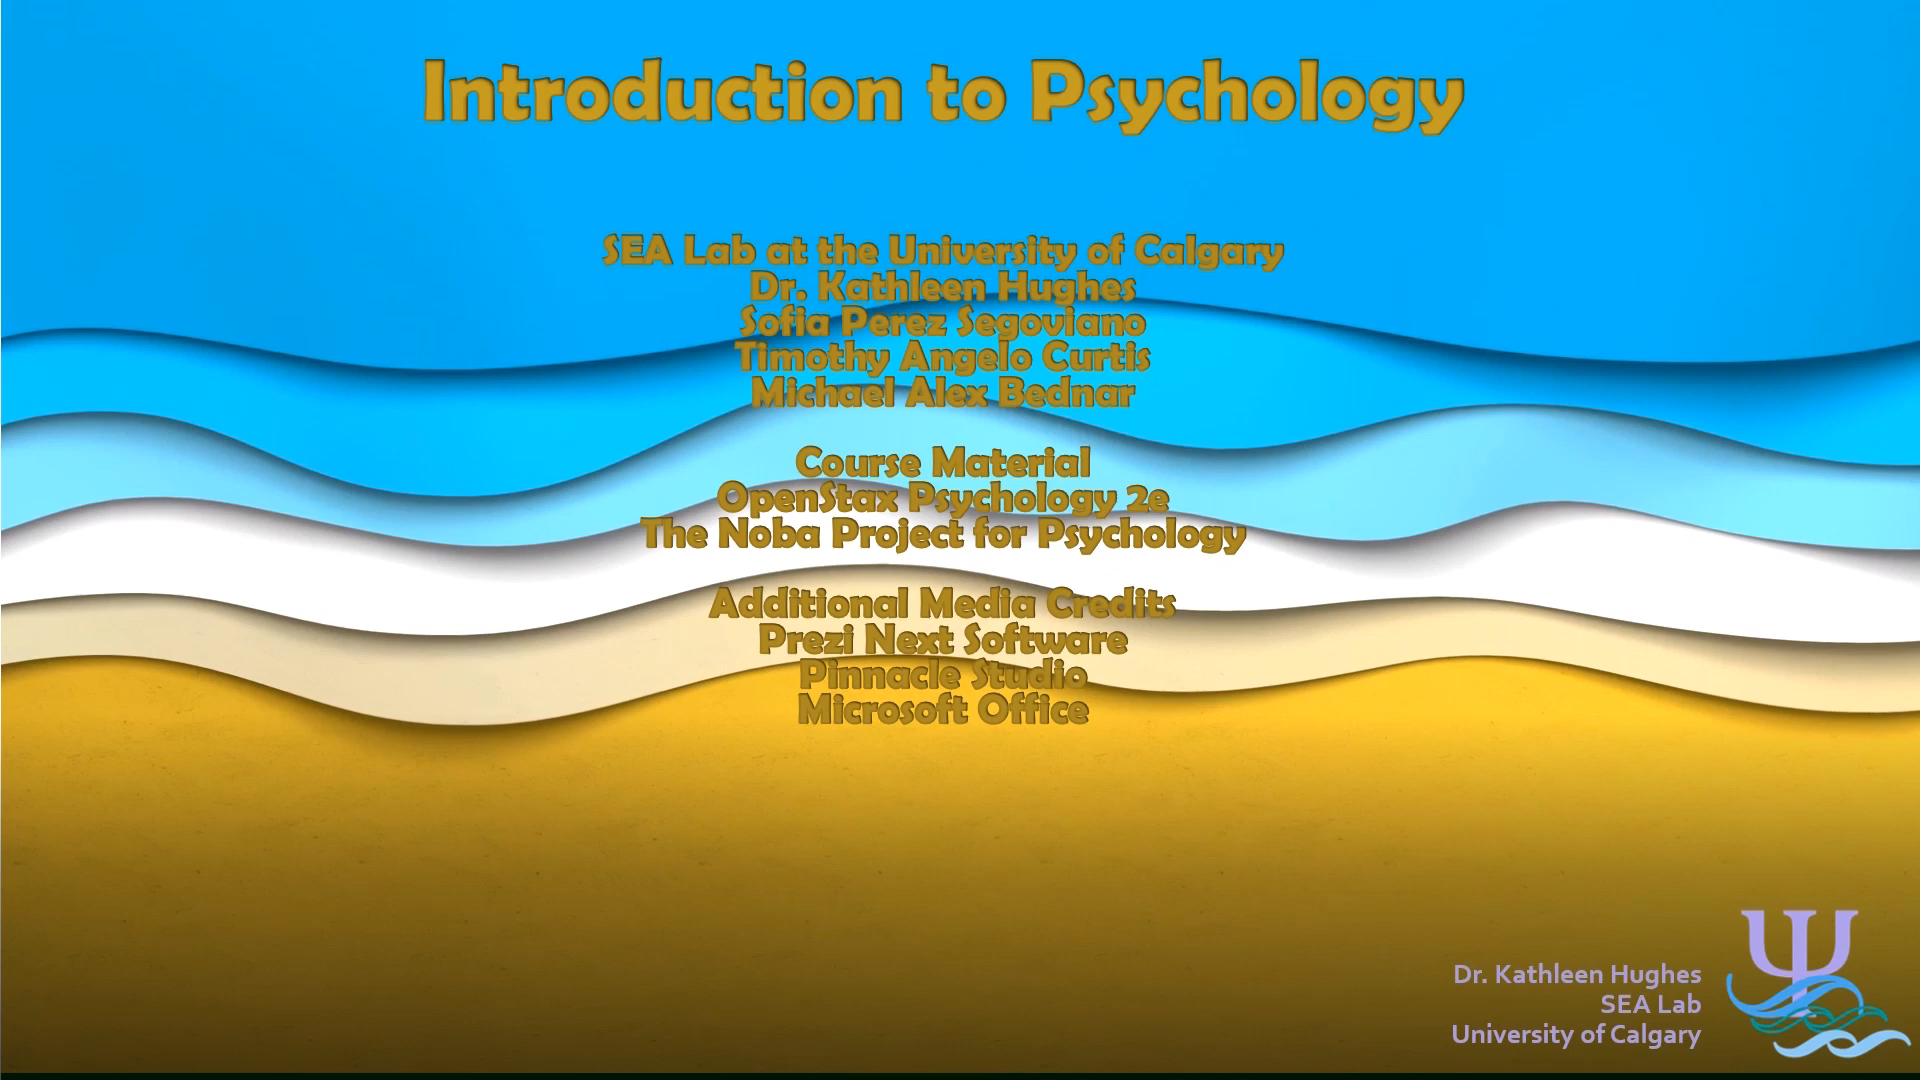 Introduction to Psychology
SEA Lab at the University of Calgary
Dr. Kathleen Hughes
Sofia Perez Segoviano
Timothy Angelo Curtis
Michael Alex Bednar
Course Material
OpenStax Psychology 2e
The Noba Project for Psychology
Additional Media Credits
Prezi Next Software
Pinnacle Studio
Microsoft Office
Dr. Kathleen Hughes
SEA Lab
University of Calgary